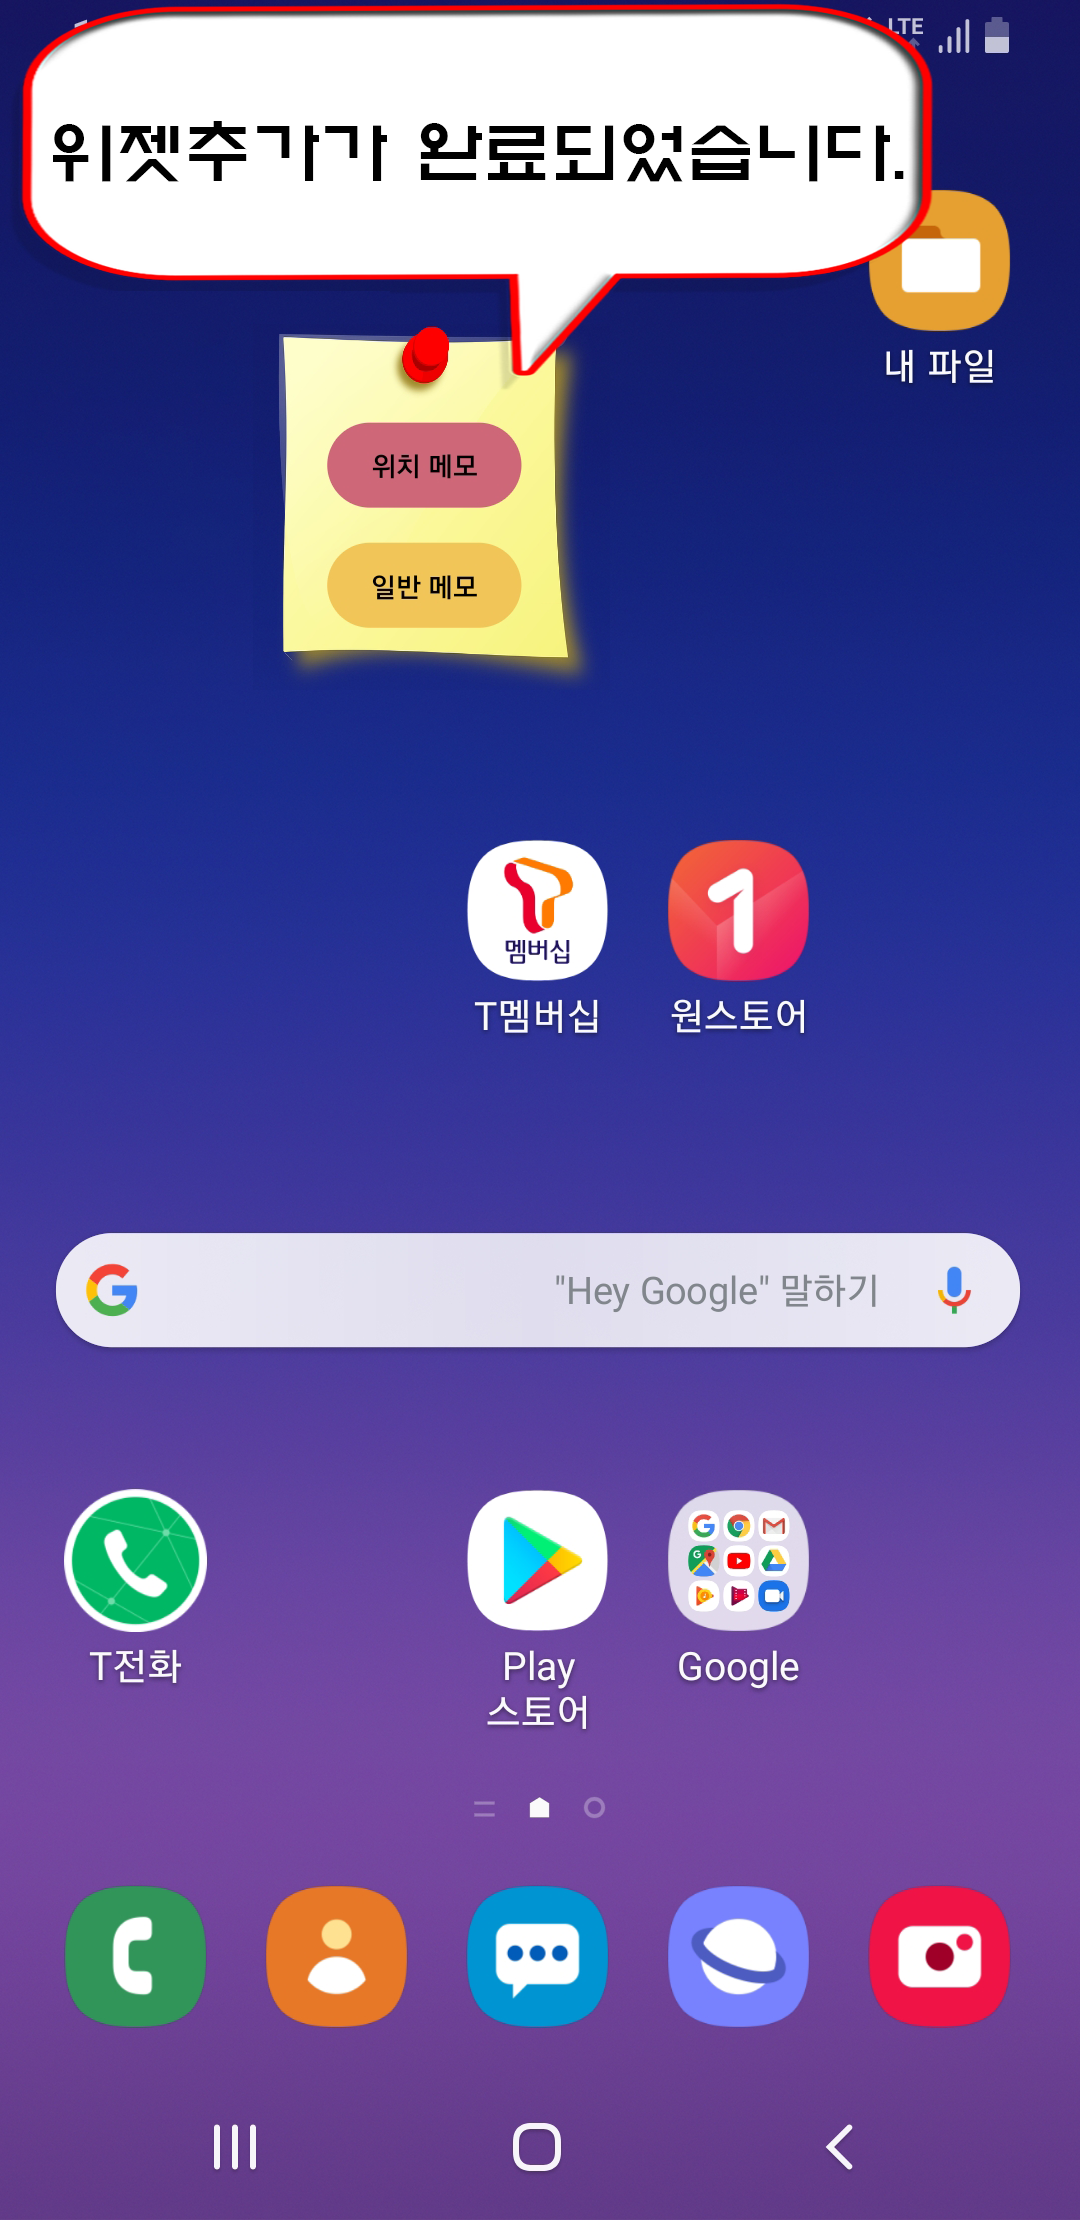 LTE
위젯추가가 완료되었습니다.
내 파일
위치 메모
일반 메모
멤버십
T멤버십
원스토어
"Hey Google" 말하기
T전화
Play
스토어
Google